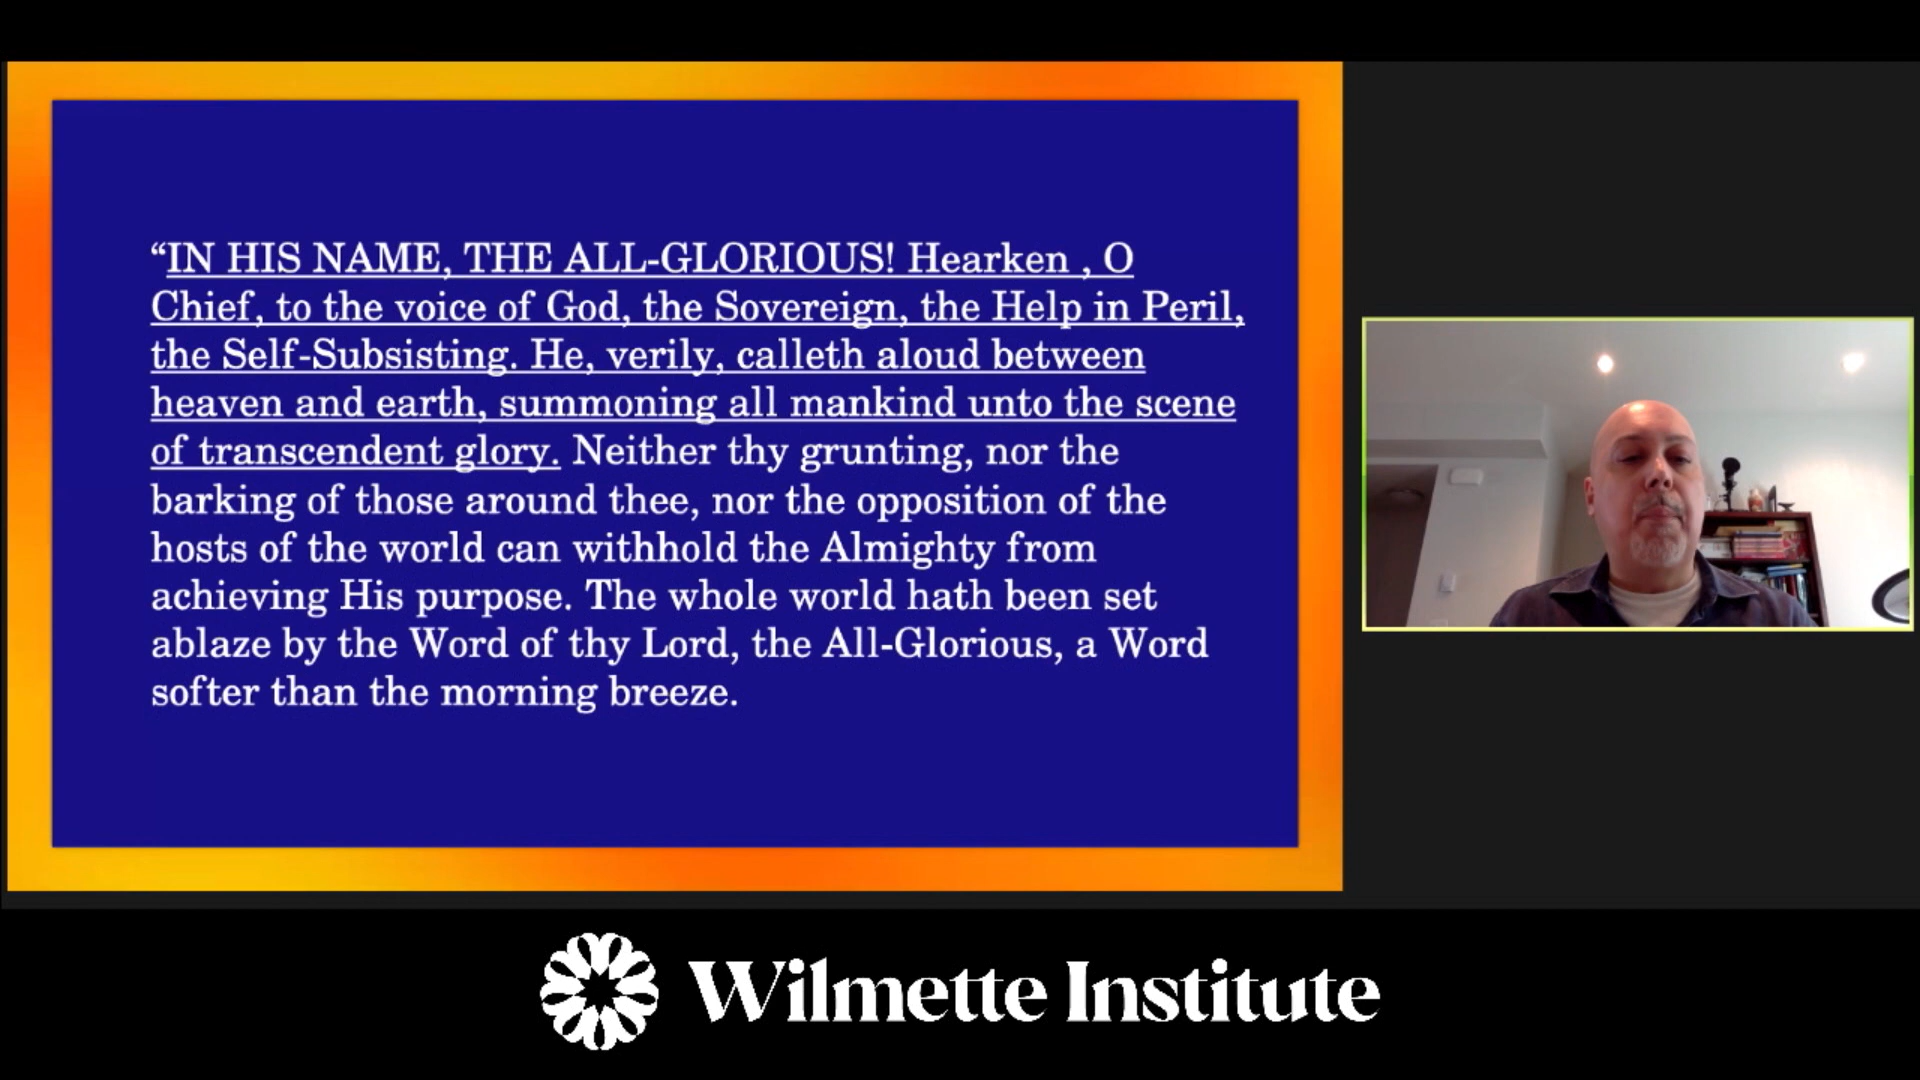 “IN HIS NAME, THE ALL-GLORIOUS! Hearken , O
Chief, to the voice of God, the Sovereign, the Help in Peril,
the Self-Subsisting. He, verily, calleth aloud between
heaven and earth, summoning all mankind unto the scene
of transcendent glory. Neither thy grunting, nor the
barking of those around thee, nor the opposition of the
hosts of the world can withhold the Almighty from
achieving His purpose. The whole world hath been set
ablaze by the Word of thy Lord, the All-Glorious, a Word
softer than the morning breeze.
Wilmette Institute